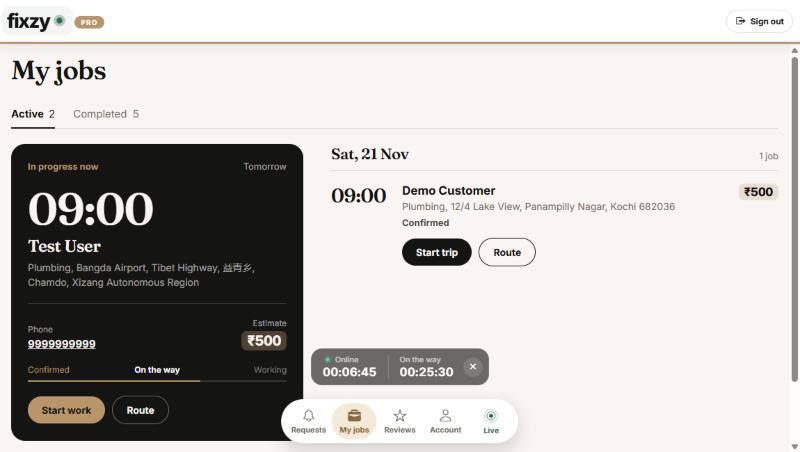 fixzy PRO
Sign out
My jobs
Active 2 Completed 5
In progress now Tomorrow
09:00
Test User
Plumbing, Bangda Airport, Tibet Highway, 益青乡,
Chamdo, Xizang Autonomous Region
Phone
9999999999
Estimate
₹500
Confirmed On the way Working
Start work Route
Sat, 21 Nov 1 job
09:00
Demo Customer ₹500
Plumbing, 12/4 Lake View, Panampilly Nagar, Kochi 682036
Confirmed
Start trip Route
Online On the way
00:06:45 00:25:30
Requests My jobs Reviews Account Live